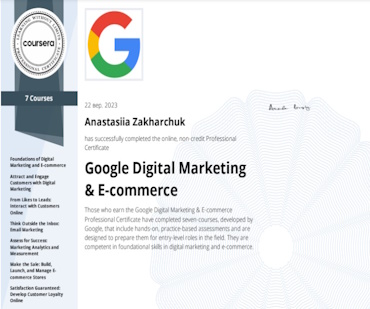 LEARNING WITHOUT LIMITS
coursera
PROFESSIONAL CERTIFICATE
7 Courses
Foundations of Digital
Marketing and E-commerce
Attract and Engage
Customers with Digital
Marketing
From Likes to Leads:
Interact with Customers
Online
Think Outside the Inbox:
Email Marketing
Assess for Success:
Marketing Analytics and
Measurement
Make the Sale: Build,
Launch, and Manage E-
commerce Stores
Satisfaction Guaranteed:
Develop Customer Loyalty
Online
22 вер. 2023
Anastasiia Zakharchuk
has successfully completed the online, non-credit Professional
Certificate
Google Digital Marketing
& E-commerce
Those who earn the Google Digital Marketing & E-commerce
Professional Certificate have completed seven courses, developed by
Google, that include hands-on, practice-based assessments and are
designed to prepare them for entry-level roles in the field. They are
competent in foundational skills in digital marketing and e-commerce.